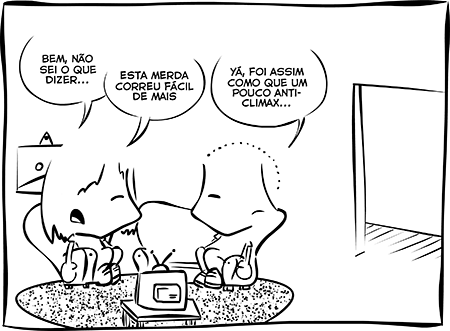 BEM, NÃO
SEI O QUE
DIZER...
ESTA MERDA
CORREU FÁCIL
DE MAIS
YÁ, FOI ASSIM
COMO QUE UM
POUCO ANTI-
CLIMAX...